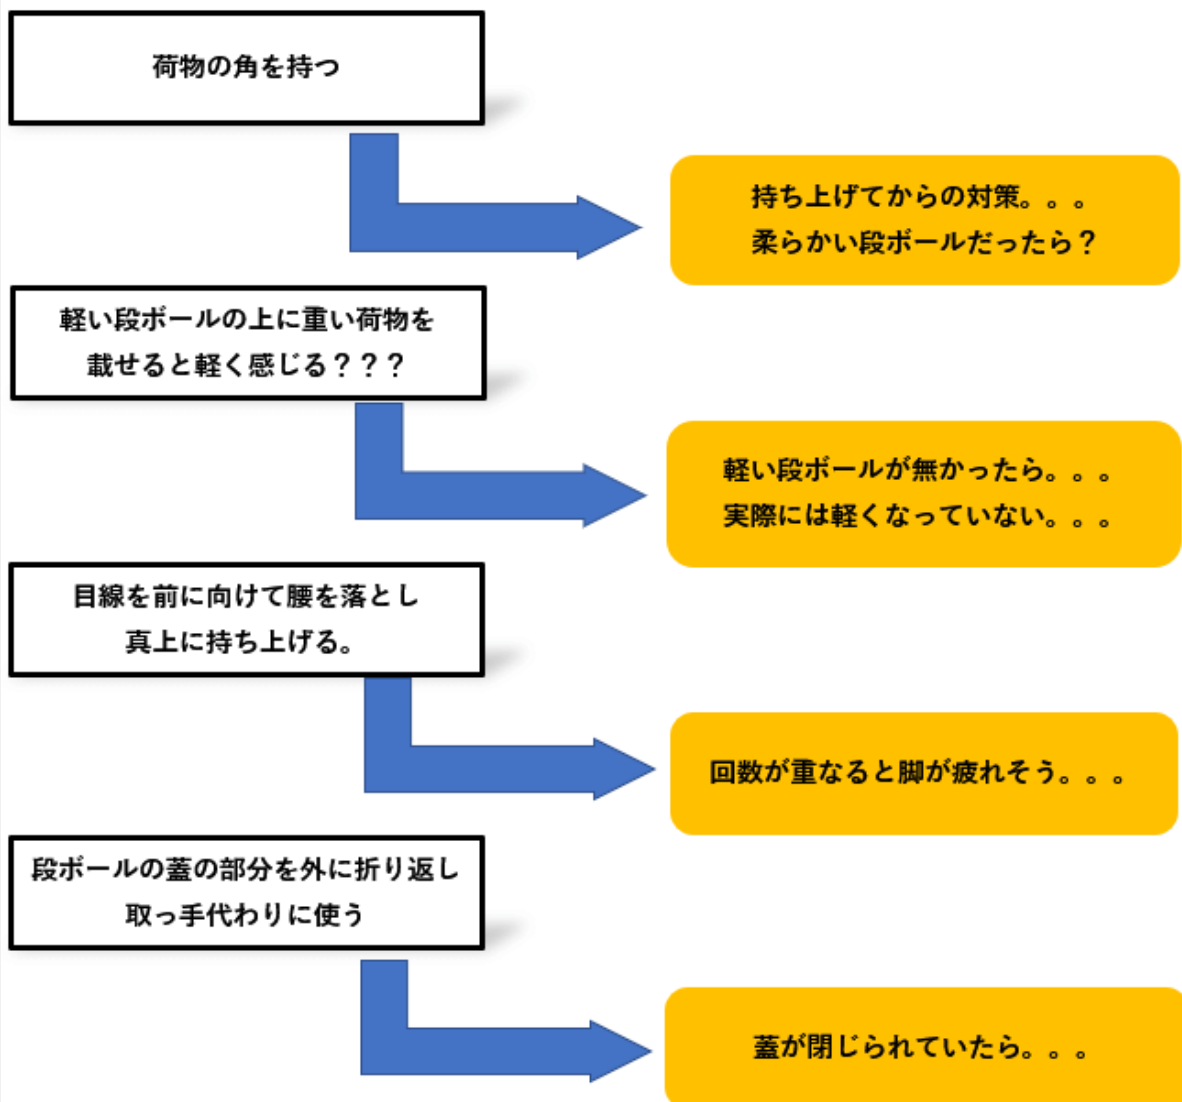 荷物の角を持つ
持ち上げてからの対策。。。
柔らかい段ボールだったら？
軽い段ボールの上に重い荷物を
載せると軽く感じる？？？
軽い段ボールが無かったら。。。
実際には軽くなっていない。。。
目線を前に向けて腰を落とし
真上に持ち上げる。
回数が重なると脚が疲れそう。。。
段ボールの蓋の部分を外に折り返し
取っ手代わりに使う
蓋が閉じられていたら。。。